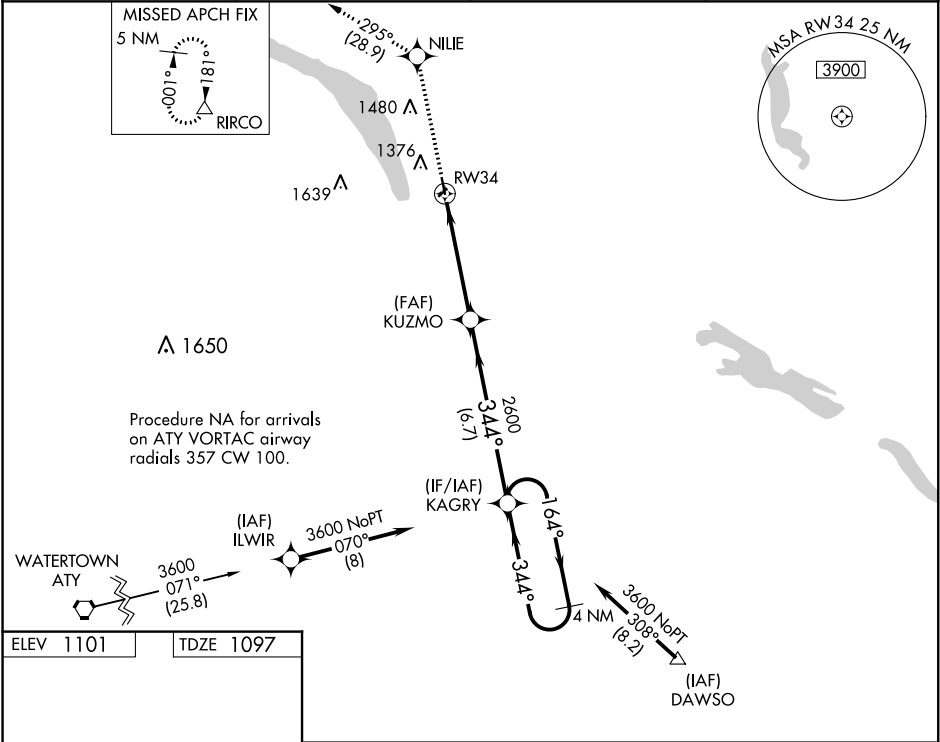 MISSED APCH FIX
5 NM
001°
181°
RIRCO
295°
(28.9)
NILIE
1480
1376
1639
RW34
MSA RW34 25 NM
3900
(FAF)
KUZMO
1650
2600
344°
(6.7)
Procedure NA for arrivals
on ATY VORTAC airway
radials 357 CW 100.
(IF/IAF)
KAGRY
(IAF)
ILWIR
3600 NoPT
070°
(8)
WATERTOWN
ATY
3600
071°
(25.8)
164°
344°
4 NM
3600 NoPT
308°
(8.2)
(IAF)
DAWSO
ELEV 1101
TDZE 1097